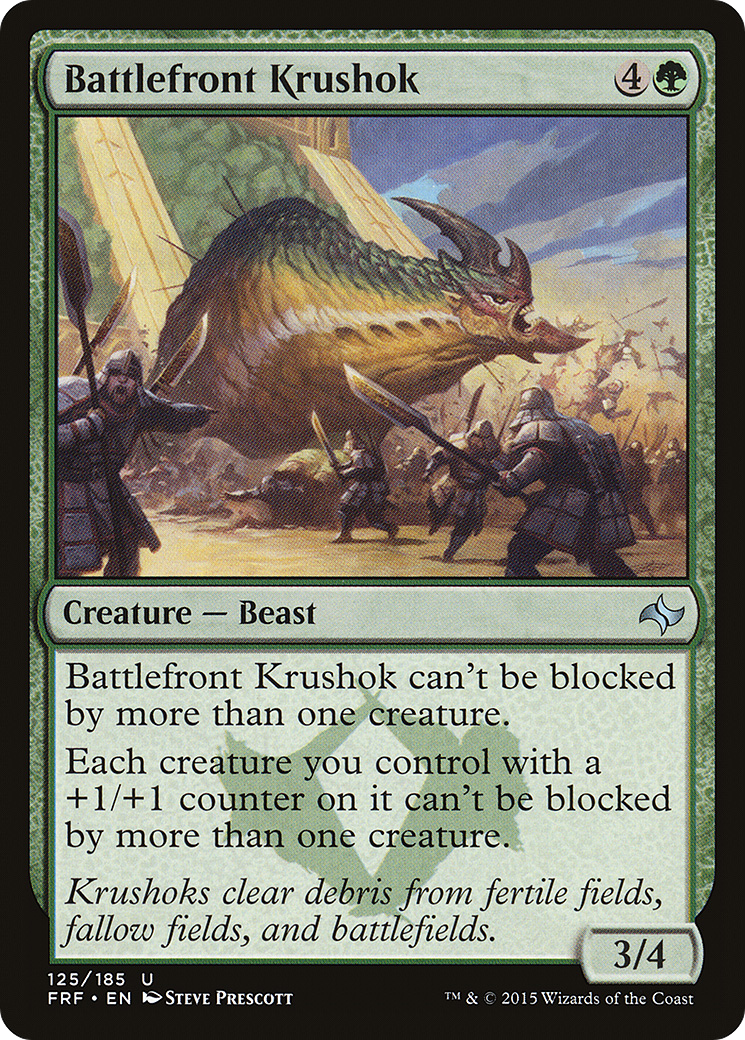 Battlefront Krushok
4
Creature — Beast
Battlefront Krushok can't be blocked
by more than one creature.
Each creature you control with a
+1/+1 counter on it can't be blocked
by more than one creature.
Krushoks clear debris from fertile fields,
fallow fields, and battlefields.
3/4
125/185 U
FRF • EN Steve Prescott
™ & © 2015 Wizards of the Coast